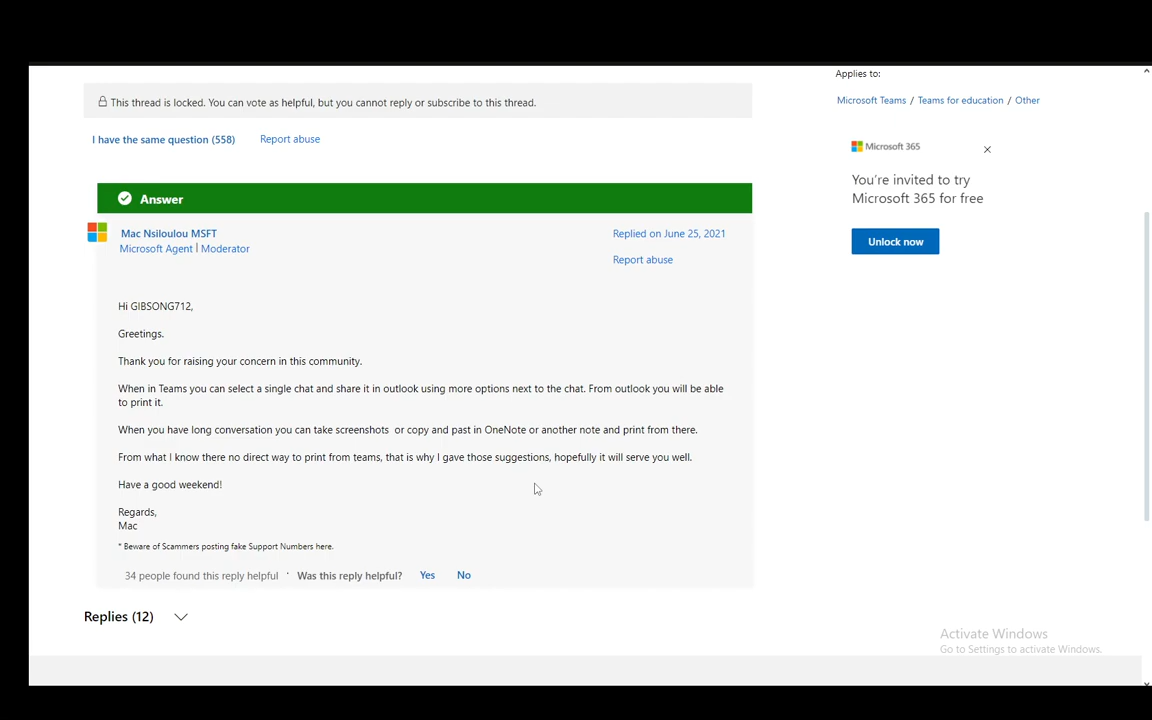 Applies to:
This thread is locked. You can vote as helpful, but you cannot reply or subscribe to this thread.
Microsoft Teams / Teams for education / Other
I have the same question (558) Report abuse
Microsoft 365
You're invited to try
Microsoft 365 for free
Unlock now
Answer
Mac Nsiloulou MSFT
Microsoft Agent | Moderator
Replied on June 25, 2021
Report abuse
Hi GIBSONG712,
Greetings.
Thank you for raising your concern in this community.
When in Teams you can select a single chat and share it in outlook using more options next to the chat. From outlook you will be able
to print it.
When you have long conversation you can take screenshots or copy and past in OneNote or another note and print from there.
From what I know there no direct way to print from teams, that is why I gave those suggestions, hopefully it will serve you well.
Have a good weekend!
Regards,
Mac
* Beware of Scammers posting fake Support Numbers here.
34 people found this reply helpful · Was this reply helpful? Yes No
Replies (12)
Activate Windows
Go to Settings to activate Windows.